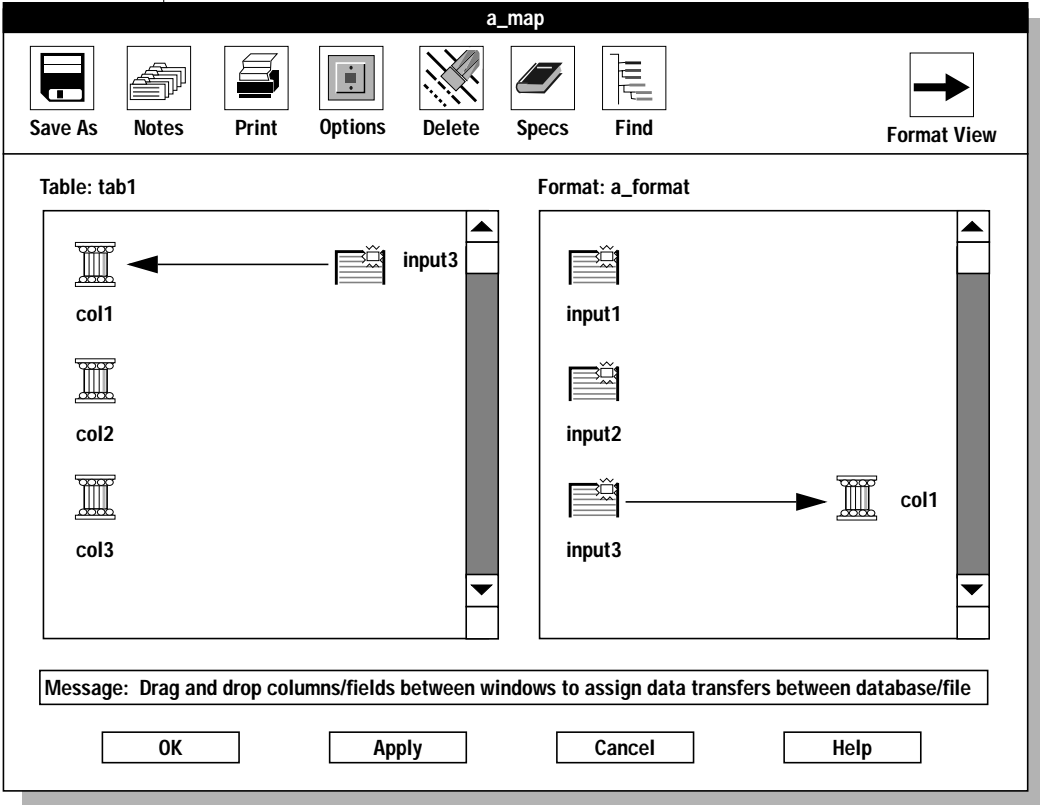 a_map
Save As Notes Print Options Delete Specs Find Format View
Table: tab1
Format: a_format
input3
col1
col2
col3
input1
input2
input3
col1
Message: Drag and drop columns/fields between windows to assign data transfers between database/file
OK Apply Cancel Help